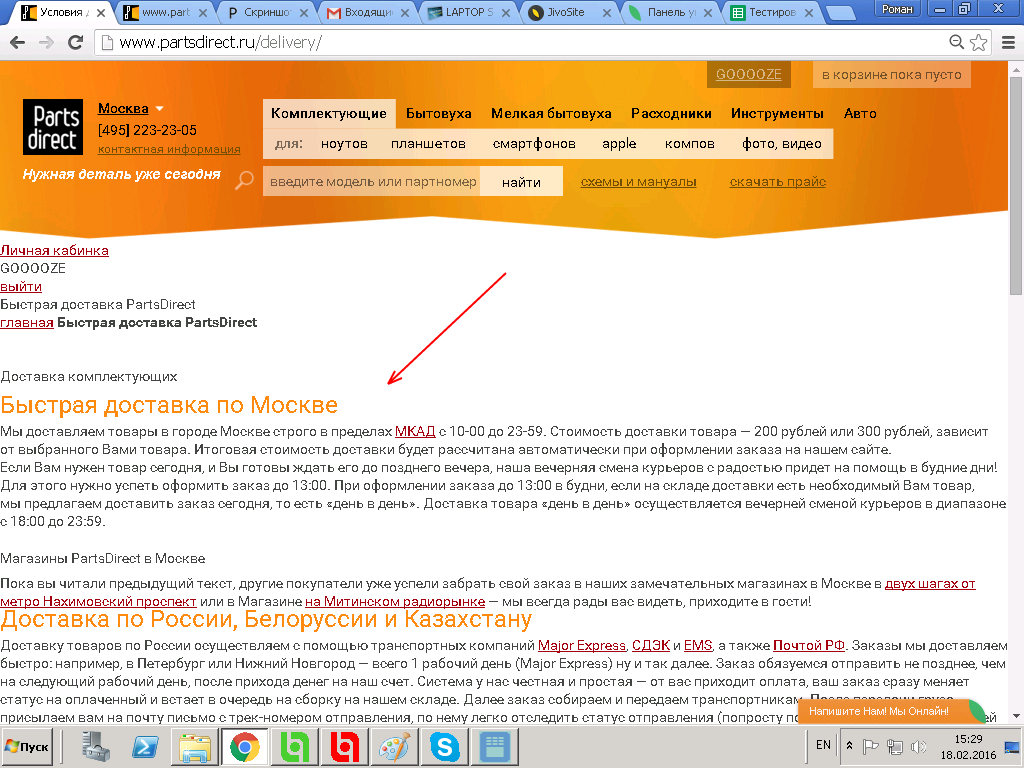 Условия д
www.part
Скриншот
Входящи
LAPTOP S
JivoSite
Панель у
Тестиров
Роман
www.partsdirect.ru/delivery/
GOOOOZE
в корзине пока пусто
Parts direct
Москва
[495] 223-23-05
контактная информация
Нужная деталь уже сегодня
Комплектующие Бытовуха Мелкая бытовуха Расходники Инструменты Авто
для: ноутов планшетов смартфонов apple компов фото, видео
введите модель или партномер найти схемы и мануалы скачать прайс
Личная кабинка
GOOOOZE
выйти
Быстрая доставка PartsDirect
главная Быстрая доставка PartsDirect
Доставка комплектующих
Быстрая доставка по Москве
Мы доставляем товары в городе Москве строго в пределах МКАД с 10-00 до 23-59. Стоимость доставки товара — 200 рублей или 300 рублей, зависит
от выбранного Вами товара. Итоговая стоимость доставки будет рассчитана автоматически при оформлении заказа на нашем сайте.
Если Вам нужен товар сегодня, и Вы готовы ждать его до позднего вечера, наша вечерняя смена курьеров с радостью придет на помощь в будние дни!
Для этого нужно успеть оформить заказ до 13:00. При оформлении заказа до 13:00 в будни, если на складе доставки есть необходимый Вам товар,
мы предлагаем доставить заказ сегодня, то есть «день в день». Доставка товара «день в день» осуществляется вечерней сменой курьеров в диапазоне
с 18:00 до 23:59.
Магазины PartsDirect в Москве
Пока вы читали предыдущий текст, другие покупатели уже успели забрать свой заказ в наших замечательных магазинах в Москве в двух шагах от
метро Нахимовский проспект или в Магазине на Митинском радиорынке — мы всегда рады вас видеть, приходите в гости!
Доставка по России, Белоруссии и Казахстану
Доставку товаров по России осуществляем с помощью транспортных компаний Major Express, СДЭК и EMS, а также Почтой РФ. Заказы мы доставляем
быстро: например, в Петербург или Нижний Новгород — всего 1 рабочий день (Major Express) ну и так далее. Заказ обязуемся отправить не позднее, чем
на следующий рабочий день, после прихода денег на наш счет. Система у нас честная и простая — от вас приходит оплата, ваш заказ сразу меняет
статус на оплаченный и встает в очередь на сборку на нашем складе. Далее заказ собираем и передаем транспортникам. После передачи груза
присылаем вам на почту письмо с трек-номером отправления, по нему легко отследить статус отправления (попросту по
Напишите Нам! Мы Онлайн!
Пуск
EN
15:29
18.02.2016